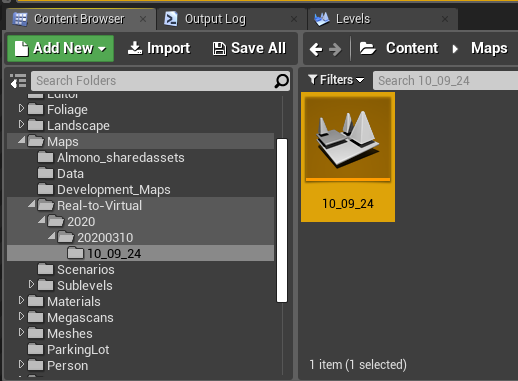 Content Browser
Output Log
Levels
Add New
Import
Save All
Content
Maps
Search Folders
Filters
Search 10_09_24
Editor
Foliage
Landscape
Maps
Almono_sharedassets
Data
Development_Maps
Real-to-Virtual
2020
20200310
10_09_24
Scenarios
Sublevels
Materials
Megascans
Meshes
ParkingLot
Person
10_09_24
1 item (1 selected)